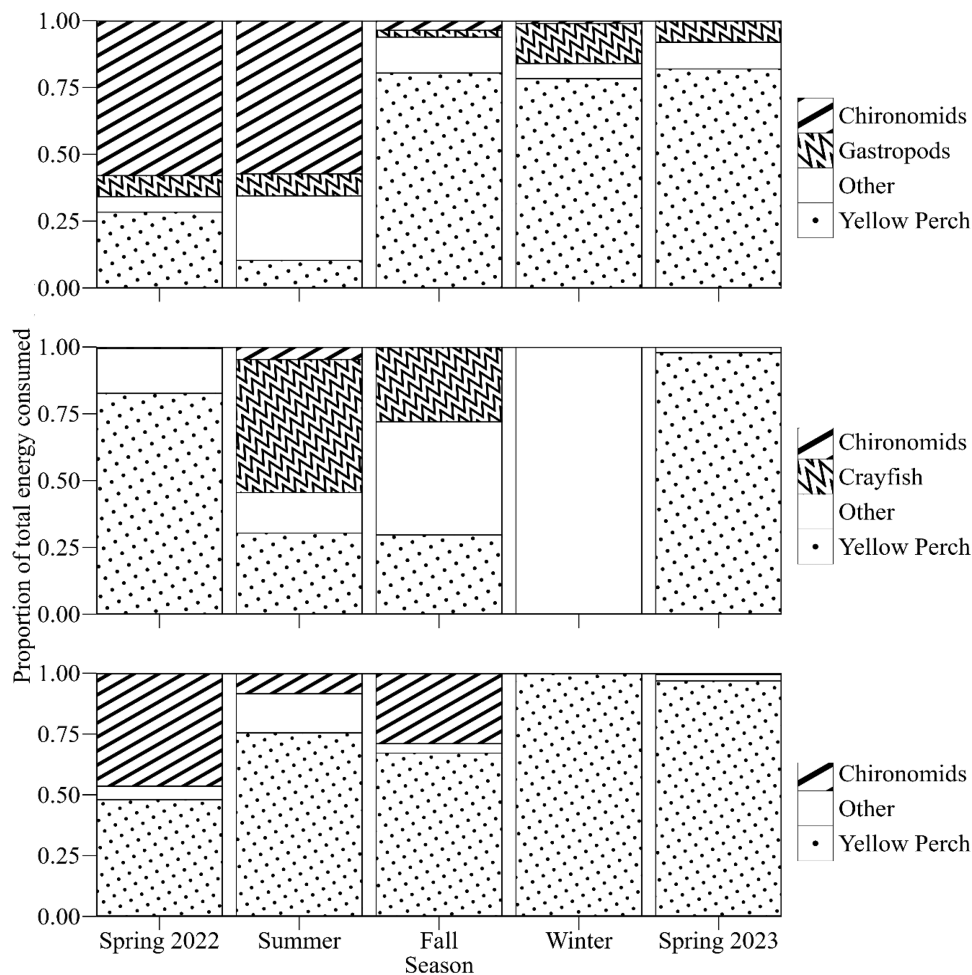 1.00
0.75
0.50
0.25
0.00
Chironomids
Gastropods
Other
Yellow Perch
Proportion of total energy consumed
1.00
0.75
0.50
0.25
0.00
Chironomids
Crayfish
Other
Yellow Perch
1.00
0.75
0.50
0.25
0.00
Chironomids
Other
Yellow Perch
Spring 2022 Summer Fall Winter Spring 2023
Season